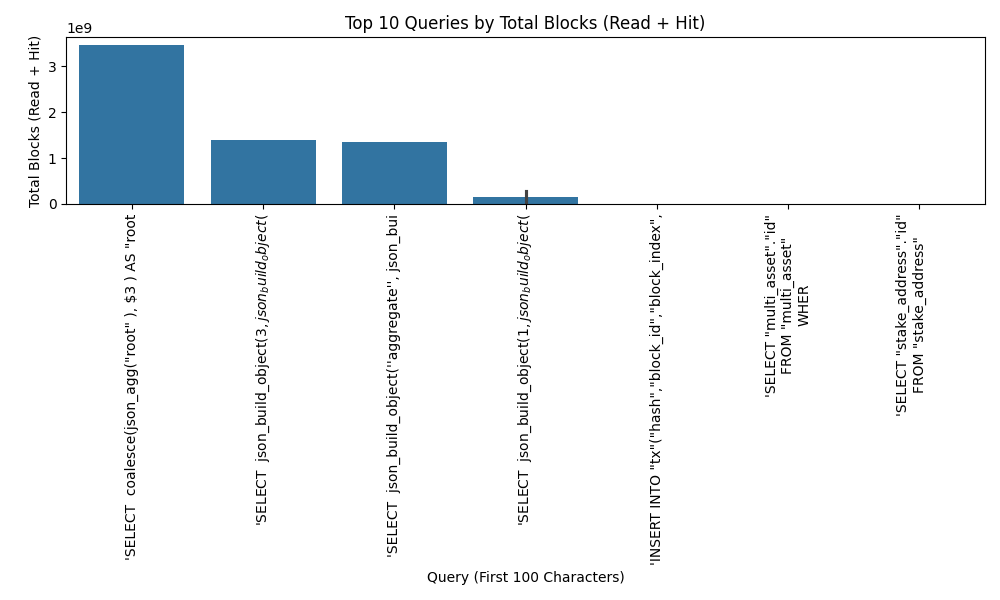 Top 10 Queries by Total Blocks (Read + Hit)
1e9
Total Blocks (Read + Hit)
3
2
1
0
'SELECT  coalesce(json_agg("root" ), $3 ) AS "root
'SELECT  json_build_object(3, json_build_object(
'SELECT  json_build_object(''aggregate'', json_bui
'SELECT  json_build_object(1, json_build_object(
'INSERT INTO "tx"("hash","block_id","block_index",
'SELECT "multi_asset"."id"
FROM "multi_asset"
WHER
'SELECT "stake_address"."id"
FROM "stake_address"
Query (First 100 Characters)